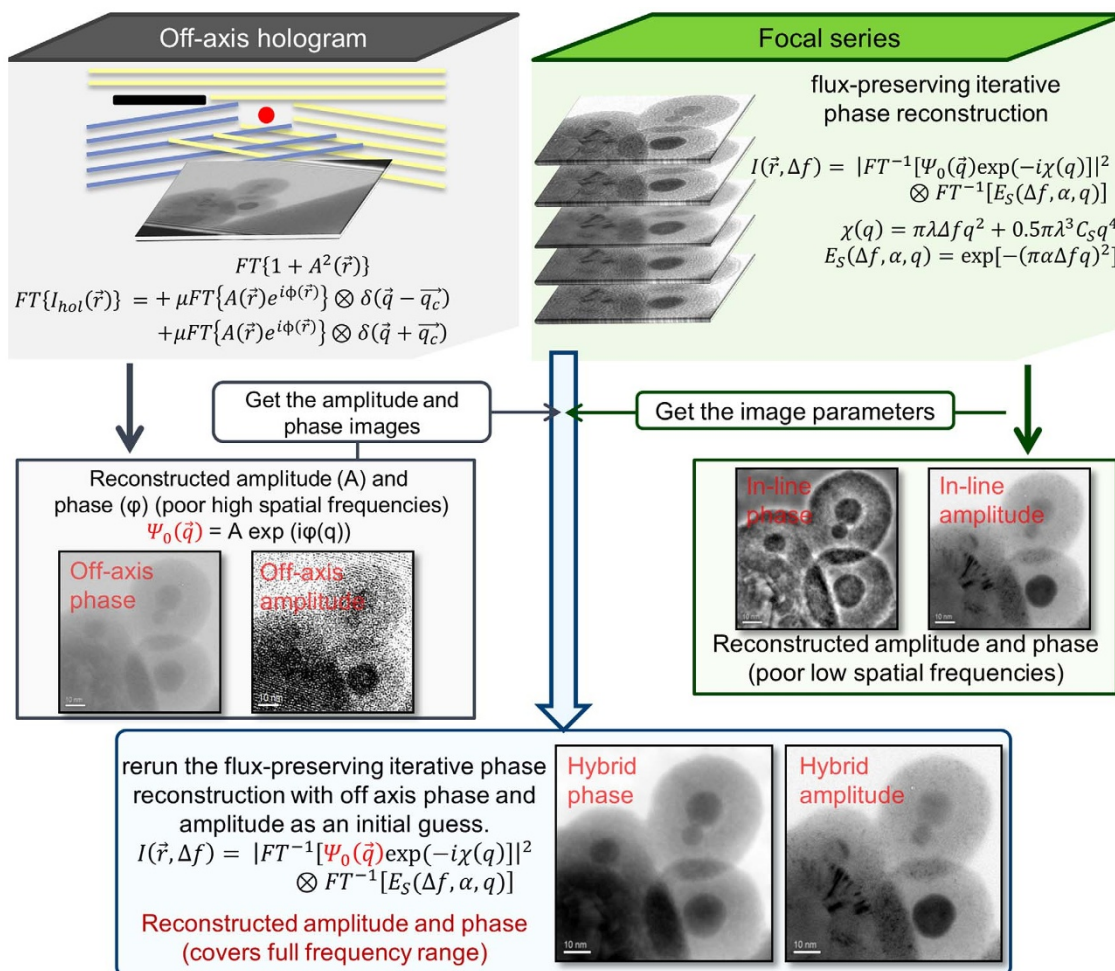 Off-axis hologram
FT{1 + A²(r⃗)}
FT{I_hol(r⃗)} = + μFT{A(r⃗)e^{iϕ(r⃗)}} ⊗ δ(q⃗ − q_c⃗)
+μFT{A(r⃗)e^{iϕ(r⃗)}} ⊗ δ(q⃗ + q_c⃗)
Focal series
flux-preserving iterative
phase reconstruction
I(r⃗, Δf) = |FT⁻¹[Ψ₀(q⃗)exp(−iχ(q)]|²
⊗ FT⁻¹[E_S(Δf, α, q)]
χ(q) = πλΔfq² + 0.5πλ³C_Sq⁴
E_S(Δf, α, q) = exp[−(παΔfq)²]
Get the amplitude and
phase images
Get the image parameters
Reconstructed amplitude (A) and
phase (φ) (poor high spatial frequencies)
Ψ₀(q⃗) = A exp (iφ(q))
Off-axis
phase
10 nm
Off-axis
amplitude
10 nm
In-line
phase
10 nm
In-line
amplitude
10 nm
Reconstructed amplitude and phase
(poor low spatial frequencies)
rerun the flux-preserving iterative phase
reconstruction with off axis phase and
amplitude as an initial guess.
I(r⃗, Δf) = |FT⁻¹[Ψ₀(q⃗)exp(−iχ(q)]|²
⊗ FT⁻¹[E_S(Δf, α, q)]
Reconstructed amplitude and phase
(covers full frequency range)
Hybrid
phase
10 nm
Hybrid
amplitude
10 nm